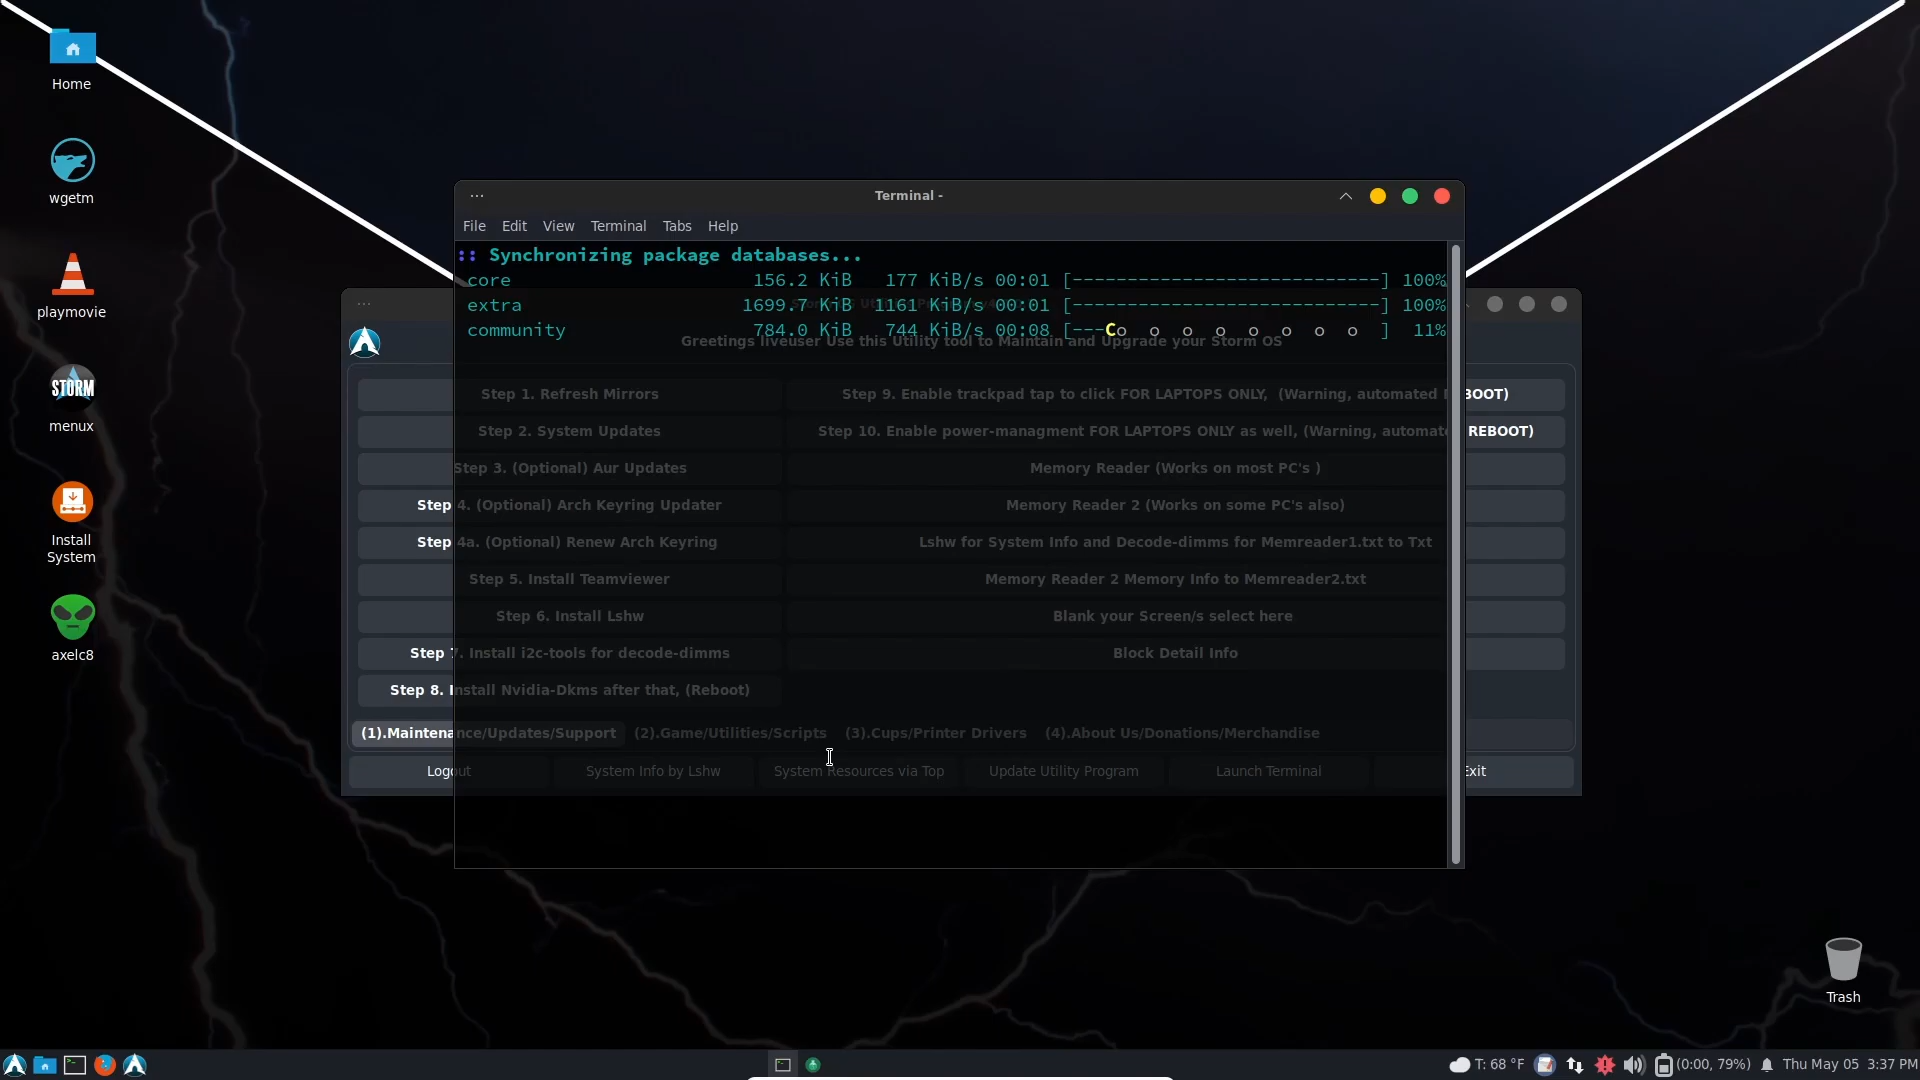 Home
wgetm
playmovie
STORM
menux
Install
System
axelc8
Trash
Terminal -
File Edit View Terminal Tabs Help
:: Synchronizing package databases...
core 156.2 KiB 177 KiB/s 00:01 [----------------------------] 100%
extra 1699.7 KiB 1161 KiB/s 00:01 [----------------------------] 100%
community 784.0 KiB 744 KiB/s 00:08 [---Co o o o o o o o ] 11%
Greetings liveuser Use this Utility tool to Maintain and Upgrade your Storm OS
Step 1. Refresh Mirrors
Step 9. Enable trackpad tap to click FOR LAPTOPS ONLY, (Warning, automated BOOT)
Step 2. System Updates
Step 10. Enable power-managment FOR LAPTOPS ONLY as well, (Warning, automate REBOOT)
Step 3. (Optional) Aur Updates
Memory Reader (Works on most PC's )
Step 4. (Optional) Arch Keyring Updater
Memory Reader 2 (Works on some PC's also)
Step 4a. (Optional) Renew Arch Keyring
Lshw for System Info and Decode-dimms for Memreader1.txt to Txt
Step 5. Install Teamviewer
Memory Reader 2 Memory Info to Memreader2.txt
Step 6. Install Lshw
Blank your Screen/s select here
Step 7. Install i2c-tools for decode-dimms
Block Detail Info
Step 8. Install Nvidia-Dkms after that, (Reboot)
(1).Maintenance/Updates/Support (2).Game/Utilities/Scripts (3).Cups/Printer Drivers (4).About Us/Donations/Merchandise
Logout System Info by Lshw System Resources via Top Update Utility Program Launch Terminal Exit
T: 68 °F (0:00, 79%) Thu May 05 3:37 PM